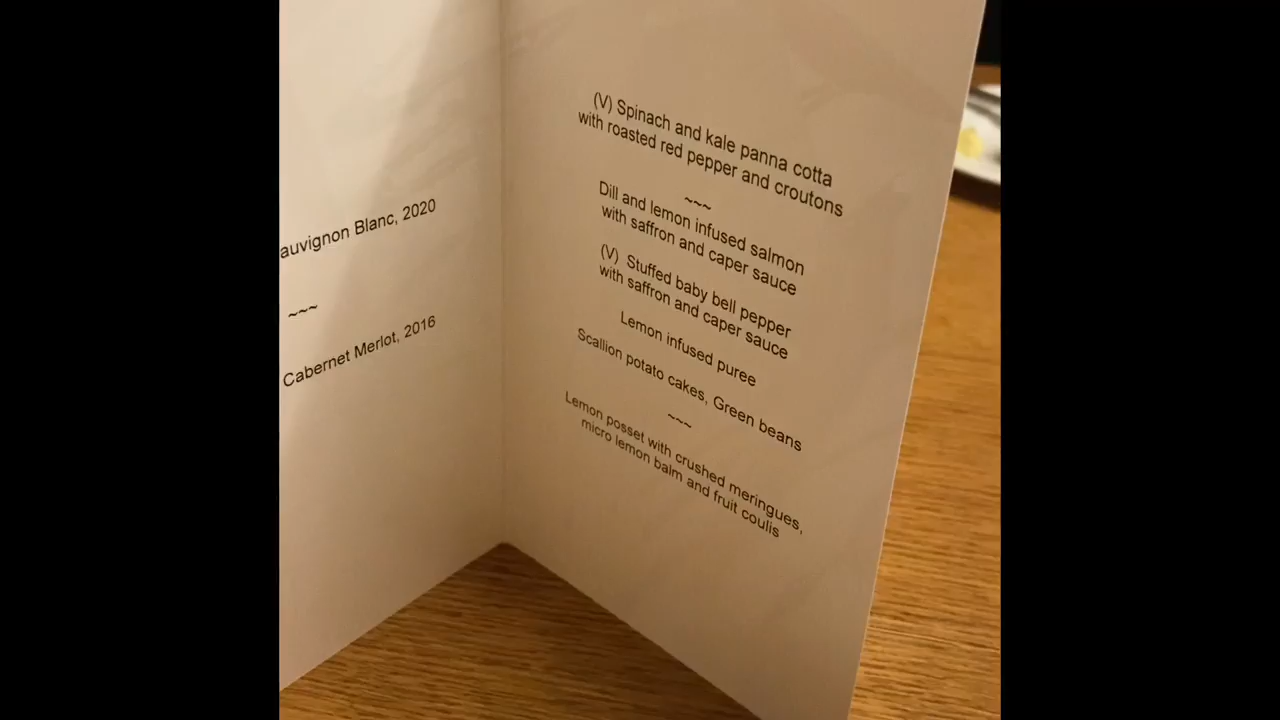 auvignon Blanc, 2020
~~~
Cabernet Merlot, 2016
(V) Spinach and kale panna cotta
with roasted red pepper and croutons
~~~
Dill and lemon infused salmon
with saffron and caper sauce
(V) Stuffed baby bell pepper
with saffron and caper sauce
Lemon infused puree
Scallion potato cakes, Green beans
~~~
Lemon posset with crushed meringues,
micro lemon balm and fruit coulis